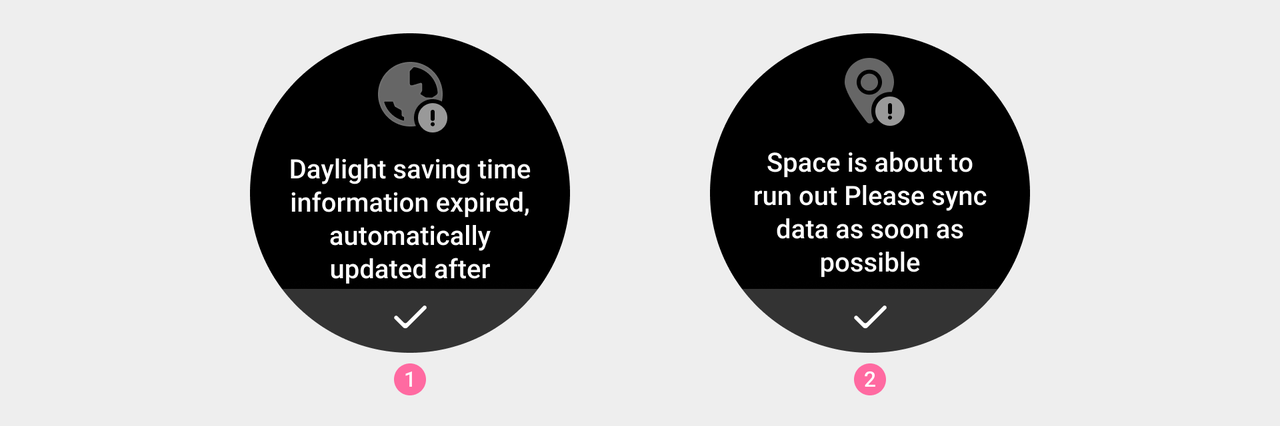 Daylight saving time
information expired,
automatically
updated after
1
Space is about to
run out Please sync
data as soon as
possible
2